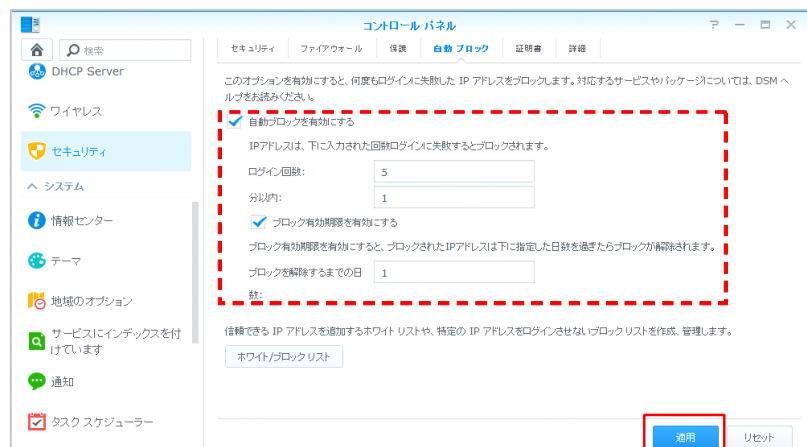 コントロール パネル
検索
DHCP Server
ワイヤレス
セキュリティ
システム
情報センター
テーマ
地域のオプション
サービスにインデックスを付
けています
通知
タスク スケジューラー
セキュリティ ファイアウォール 保護 自動ブロック 証明書 詳細
このオプションを有効にすると、何度もログインに失敗した IP アドレスをブロックします。対応するサービスやパッケージについては、DSM ヘ
ルプをお読みください。
自動ブロックを有効にする
IPアドレスは、下に入力された回数ログインに失敗するとブロックされます。
ログイン回数: 5
分以内: 1
ブロック有効期限を有効にする
ブロック有効期限を有効にすると、ブロックされたIPアドレスは下に指定した日数を過ぎたらブロックが解除されます。
ブロックを解除するまでの日 1
数:
信頼できる IP アドレスを追加するホワイト リストや、特定の IP アドレスをログインさせないブロックリストを作成、管理します。
ホワイト/ブロックリスト
適用 リセット